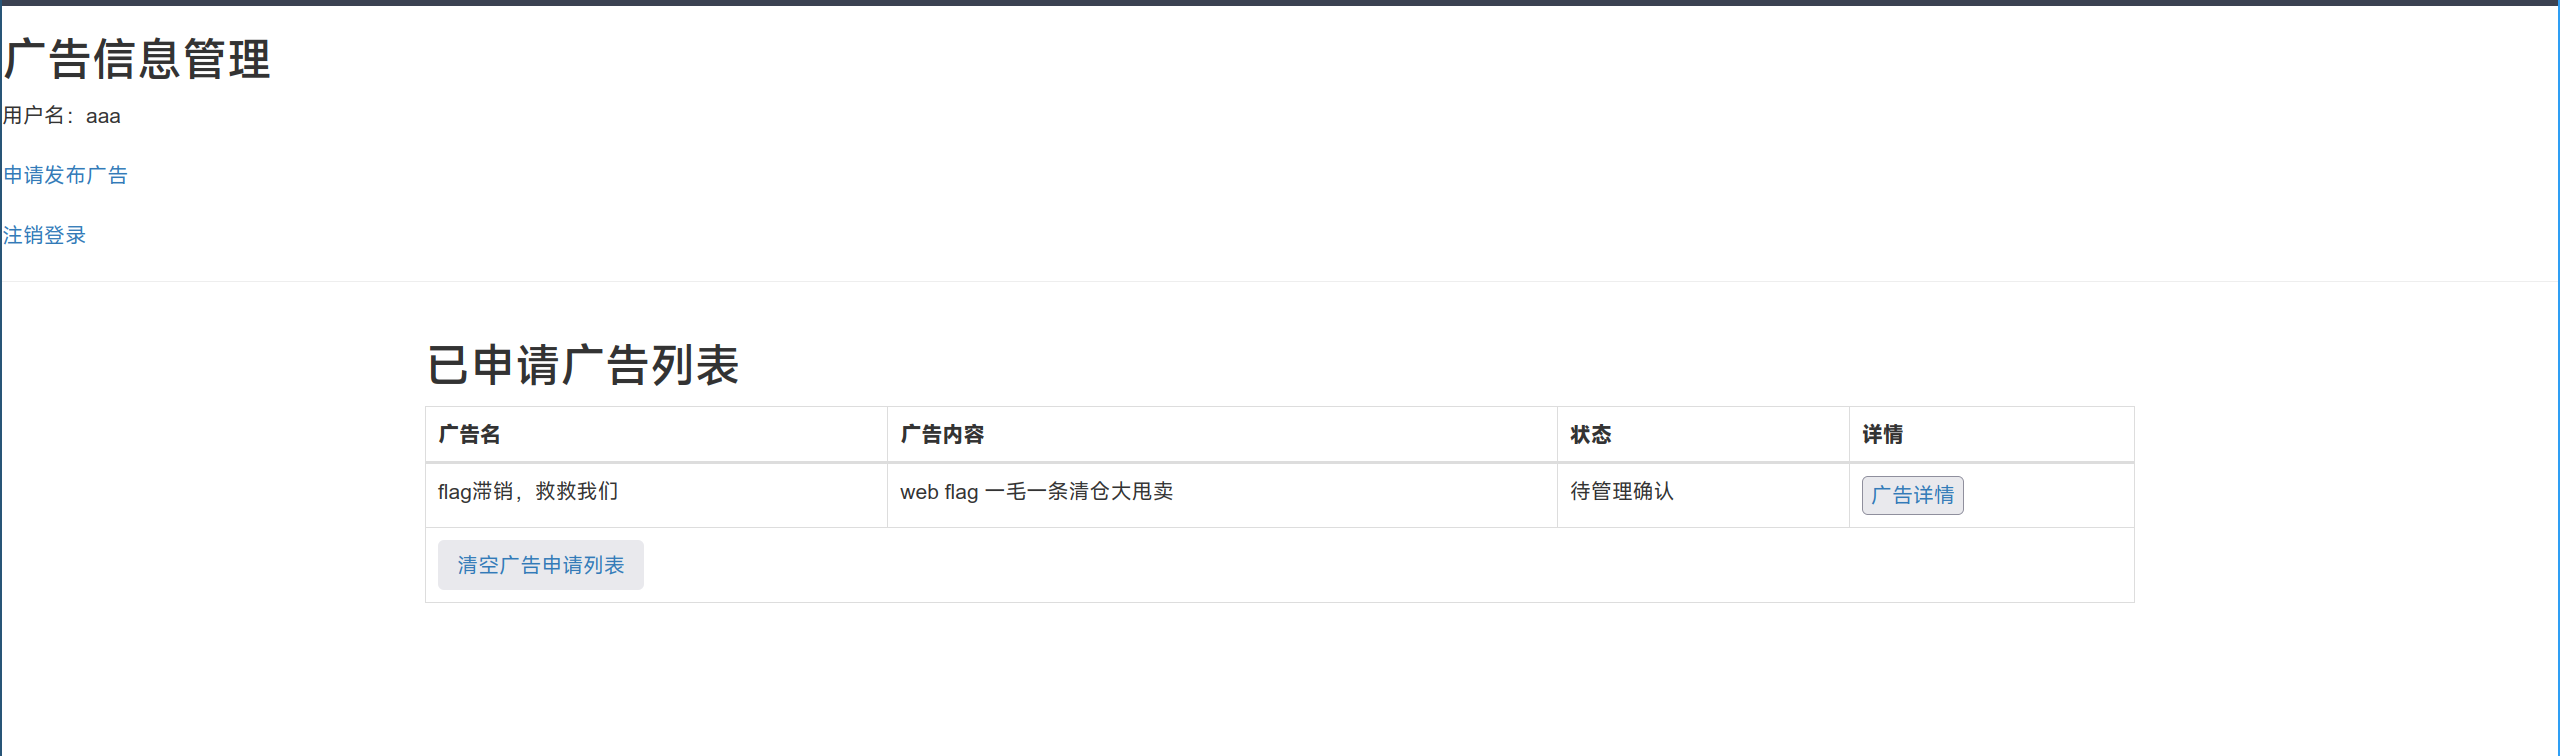 广告信息管理
用户名：aaa
申请发布广告
注销登录
已申请广告列表
广告名 广告内容 状态 详情
flag滞销，救救我们 web flag 一毛一条清仓大甩卖 待管理确认 广告详情
清空广告申请列表